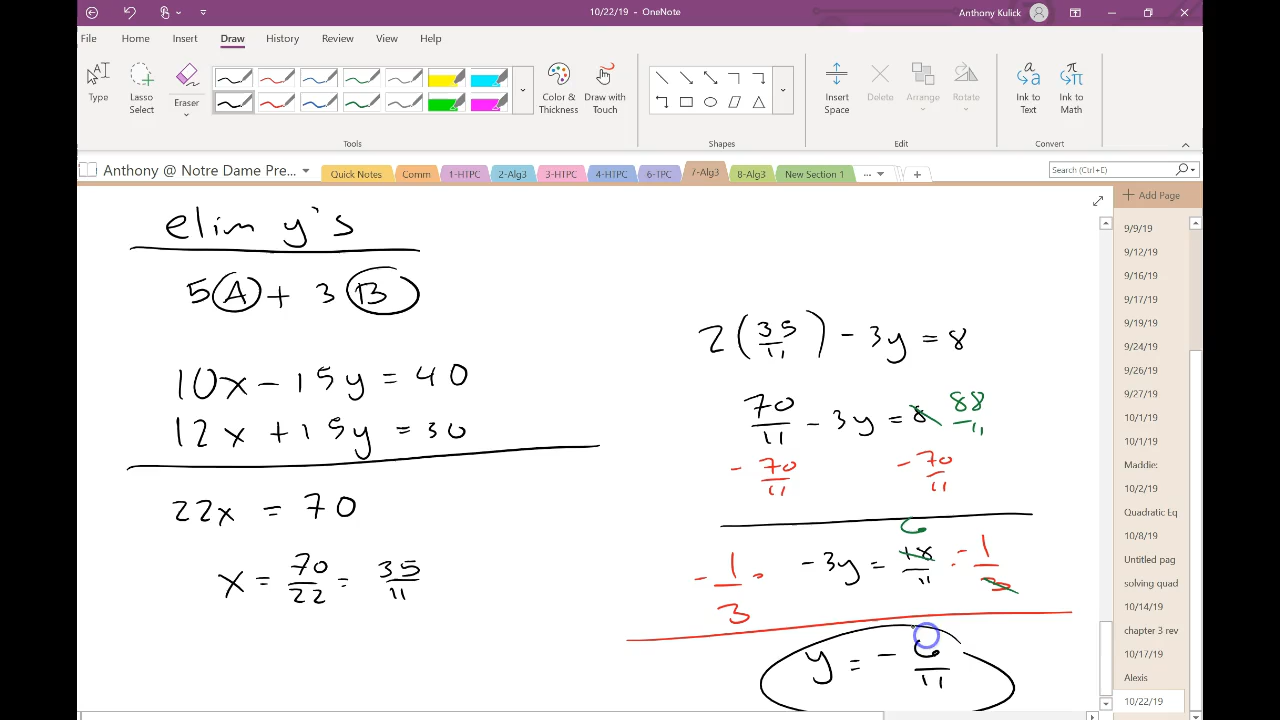 10/22/19 - OneNote
Anthony Kulick
File Home Insert Draw History Review View Help
Type
Lasso Select
Eraser
Color & Thickness
Draw with Touch
Insert Space
Delete
Arrange
Rotate
Ink to Text
Ink to Math
Tools
Shapes
Edit
Convert
Anthony @ Notre Dame Pre...
Quick Notes
Comm
1-HTPC
2-Alg3
3-HTPC
4-HTPC
6-TPC
7-Alg3
8-Alg3
New Section 1
...
+
Search (Ctrl+E)
elim y's
5 A + 3 B
10x - 15y = 40
12x + 15y = 30
22x = 70
x = 70/22 = 35/11
2 (35/11) - 3y = 8
70/11 - 3y = 8 88/11
- 70/11 - 70/11
6
- 1/3 · - 3y = 18/11 · - 1/3
y = - 6/11
+ Add Page
9/9/19
9/12/19
9/16/19
9/17/19
9/19/19
9/24/19
9/26/19
9/27/19
10/1/19
10/1/19
Maddie:
10/2/19
Quadratic Eq
10/8/19
Untitled pag
solving quad
10/14/19
chapter 3 rev
10/17/19
Alexis
10/22/19